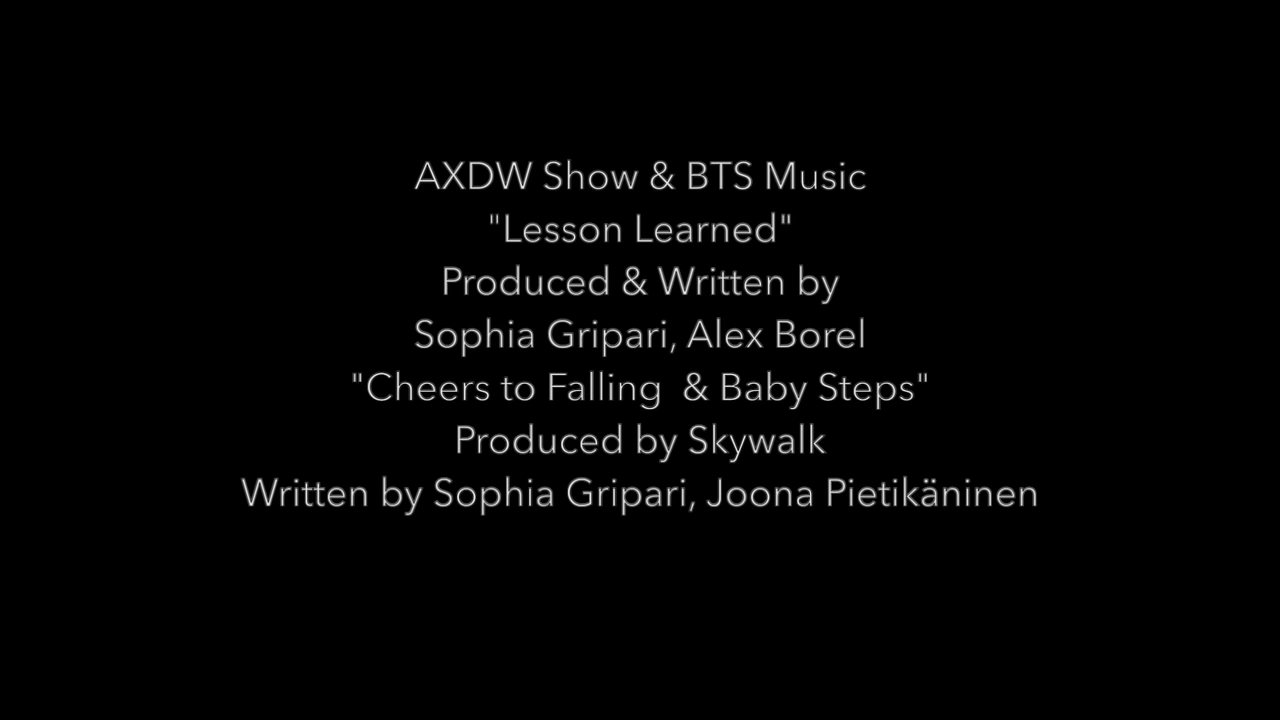 AXDW Show & BTS Music
"Lesson Learned"
Produced & Written by
Sophia Gripari, Alex Borel
"Cheers to Falling  & Baby Steps"
Produced by Skywalk
Written by Sophia Gripari, Joona Pietikäninen